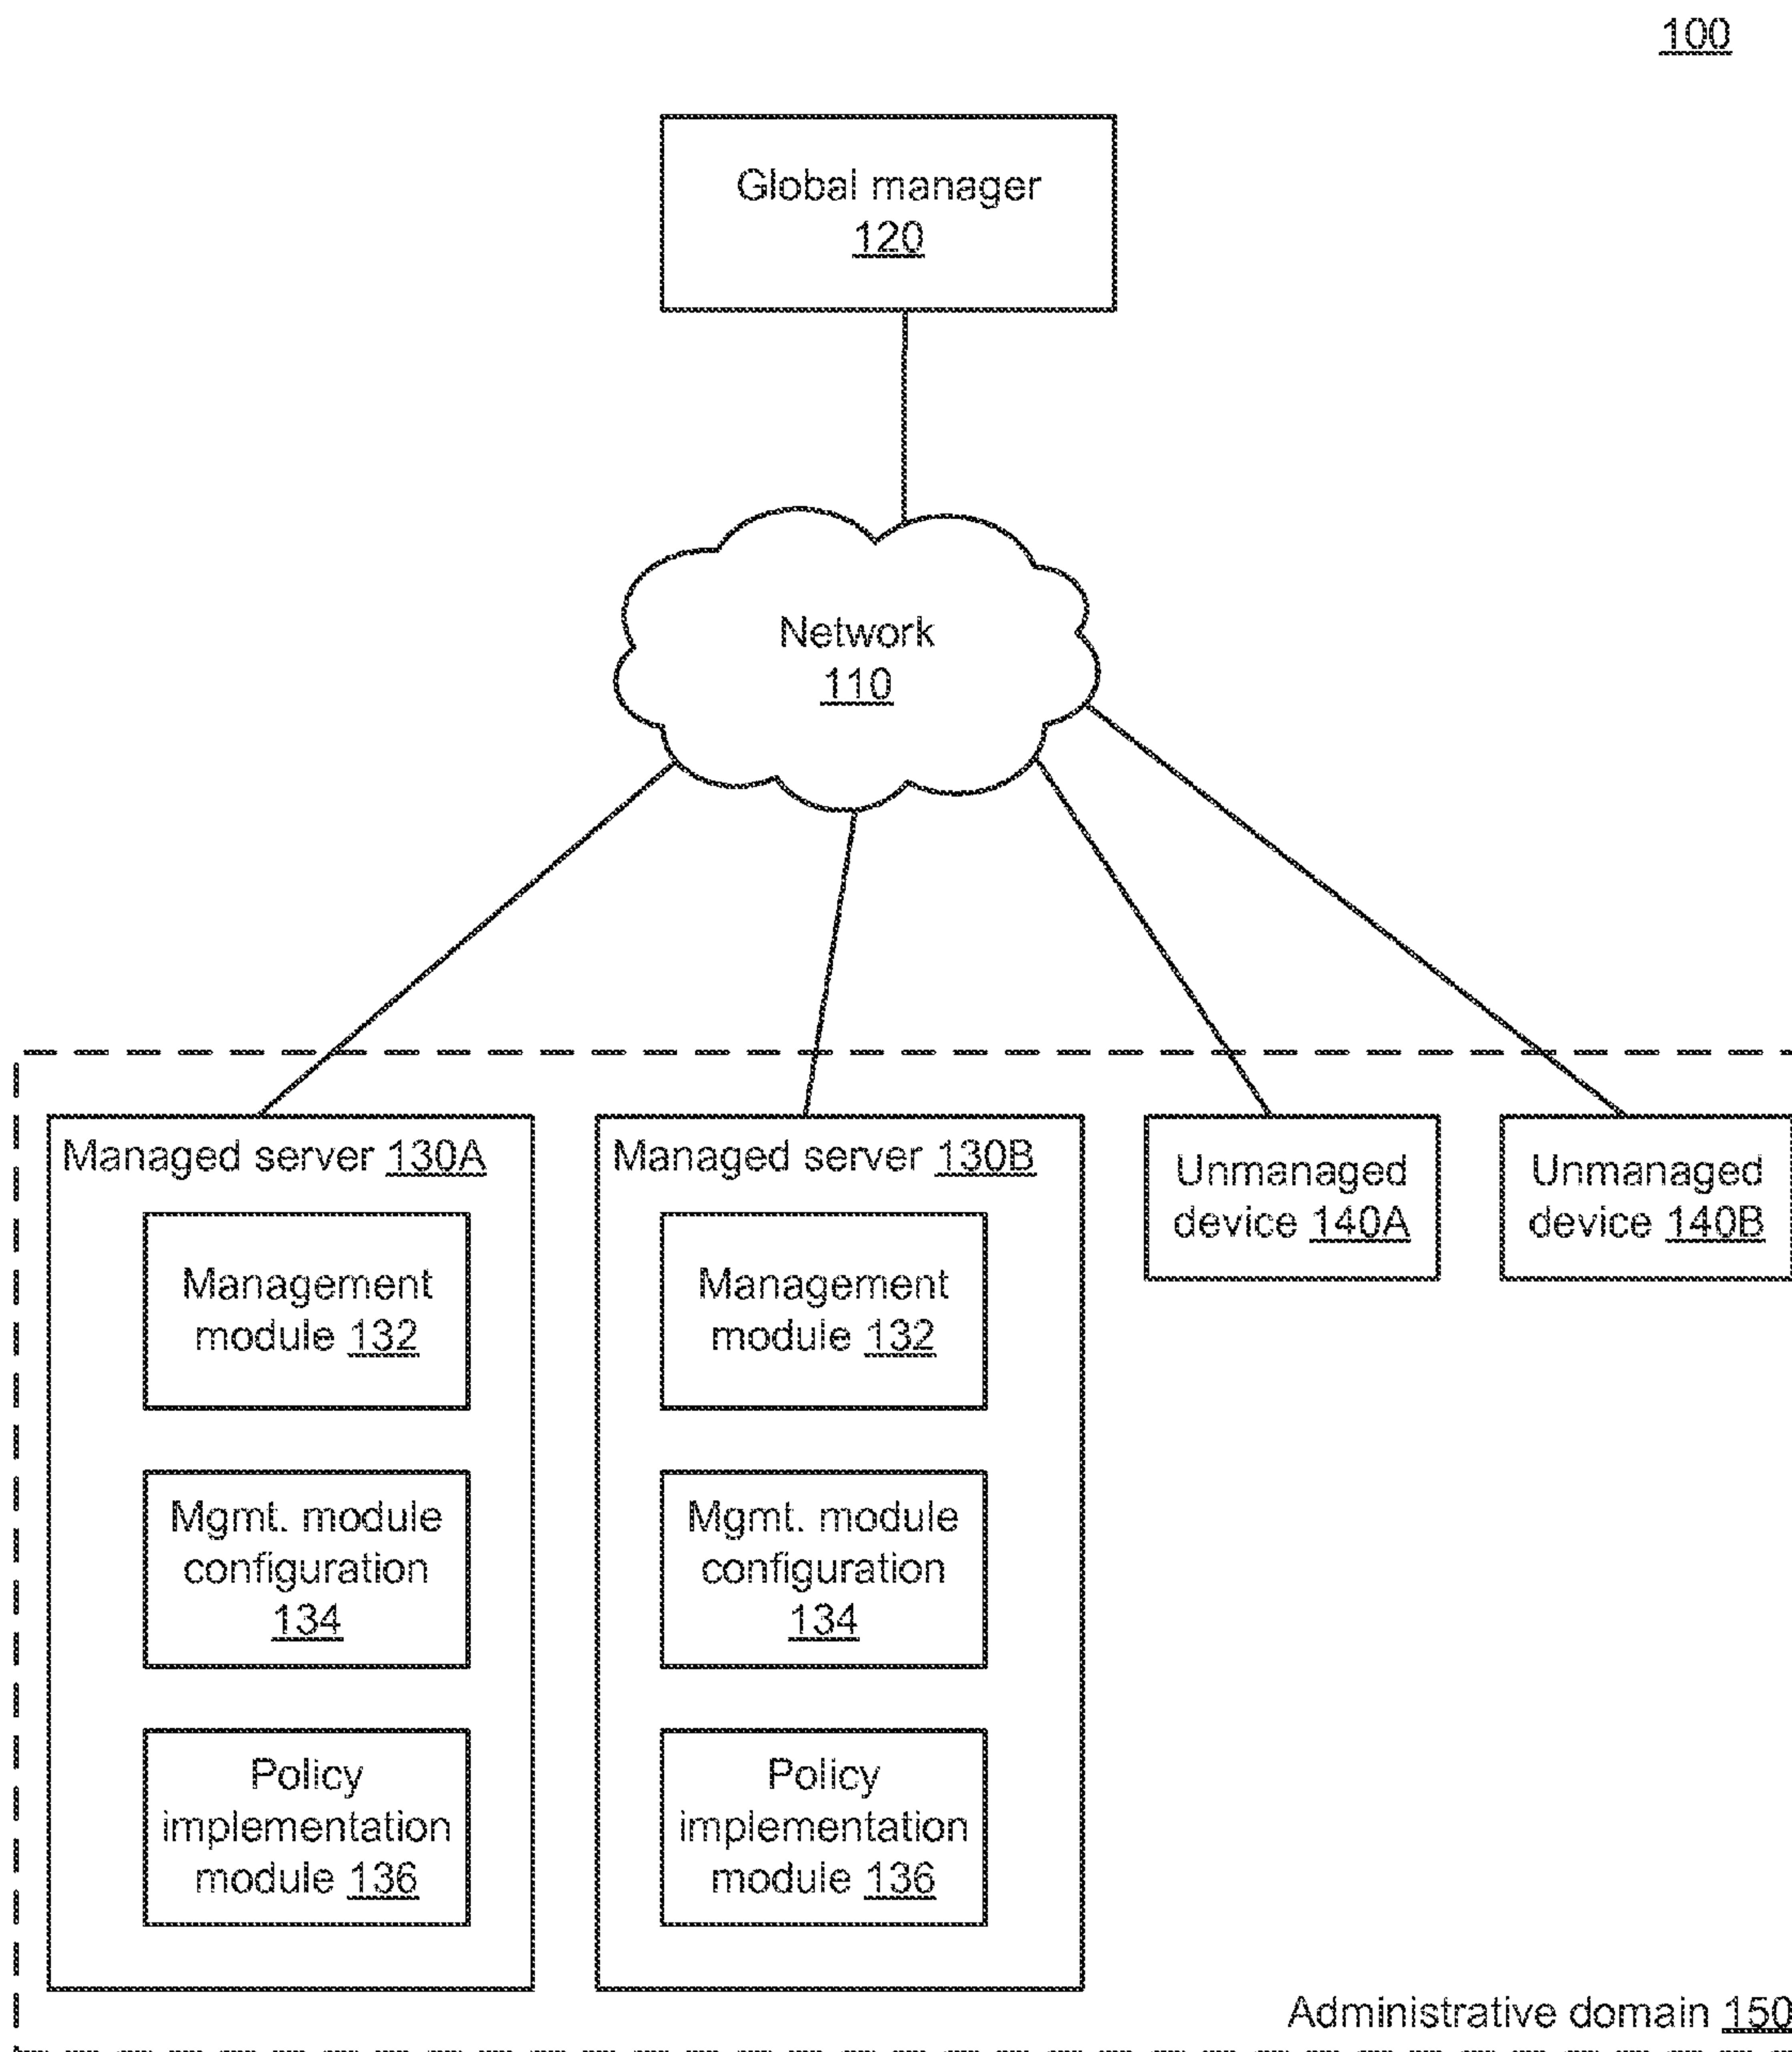 100
Global manager
120
Network
110
Managed server 130A
Management
module 132
Mgmt. module
configuration
134
Policy
implementation
module 136
Managed server 130B
Management
module 132
Mgmt. module
configuration
134
Policy
implementation
module 136
Unmanaged
device 140A
Unmanaged
device 140B
Administrative domain 150